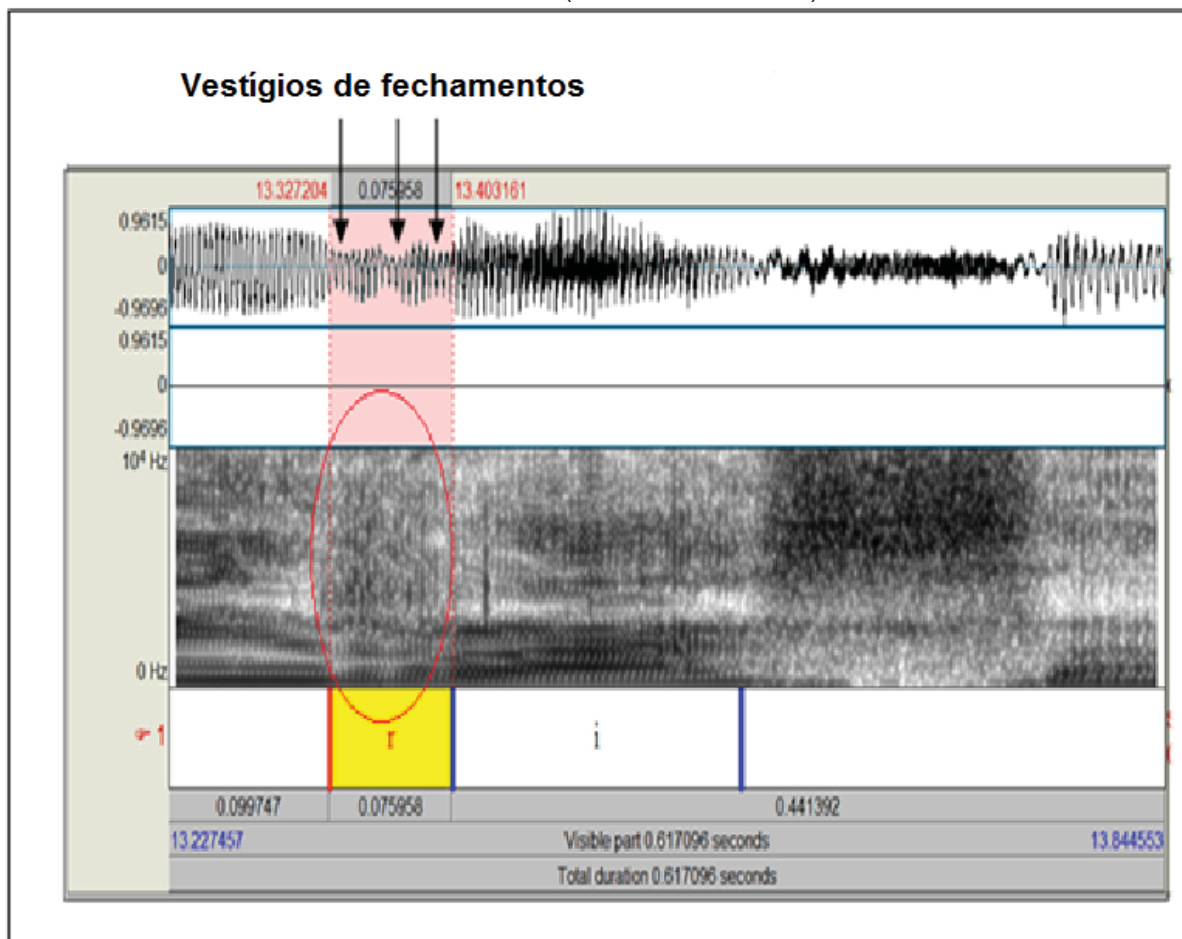 Vestígios de fechamentos
13.327204 0.075958 13.403161
0.9615
0
-0.9696
0.9615
0
-0.9696
10⁴ Hz
0 Hz
1 r i
0.099747 0.075958 0.441392
13.227457 Visible part 0.617096 seconds 13.844553
Total duration 0.617096 seconds